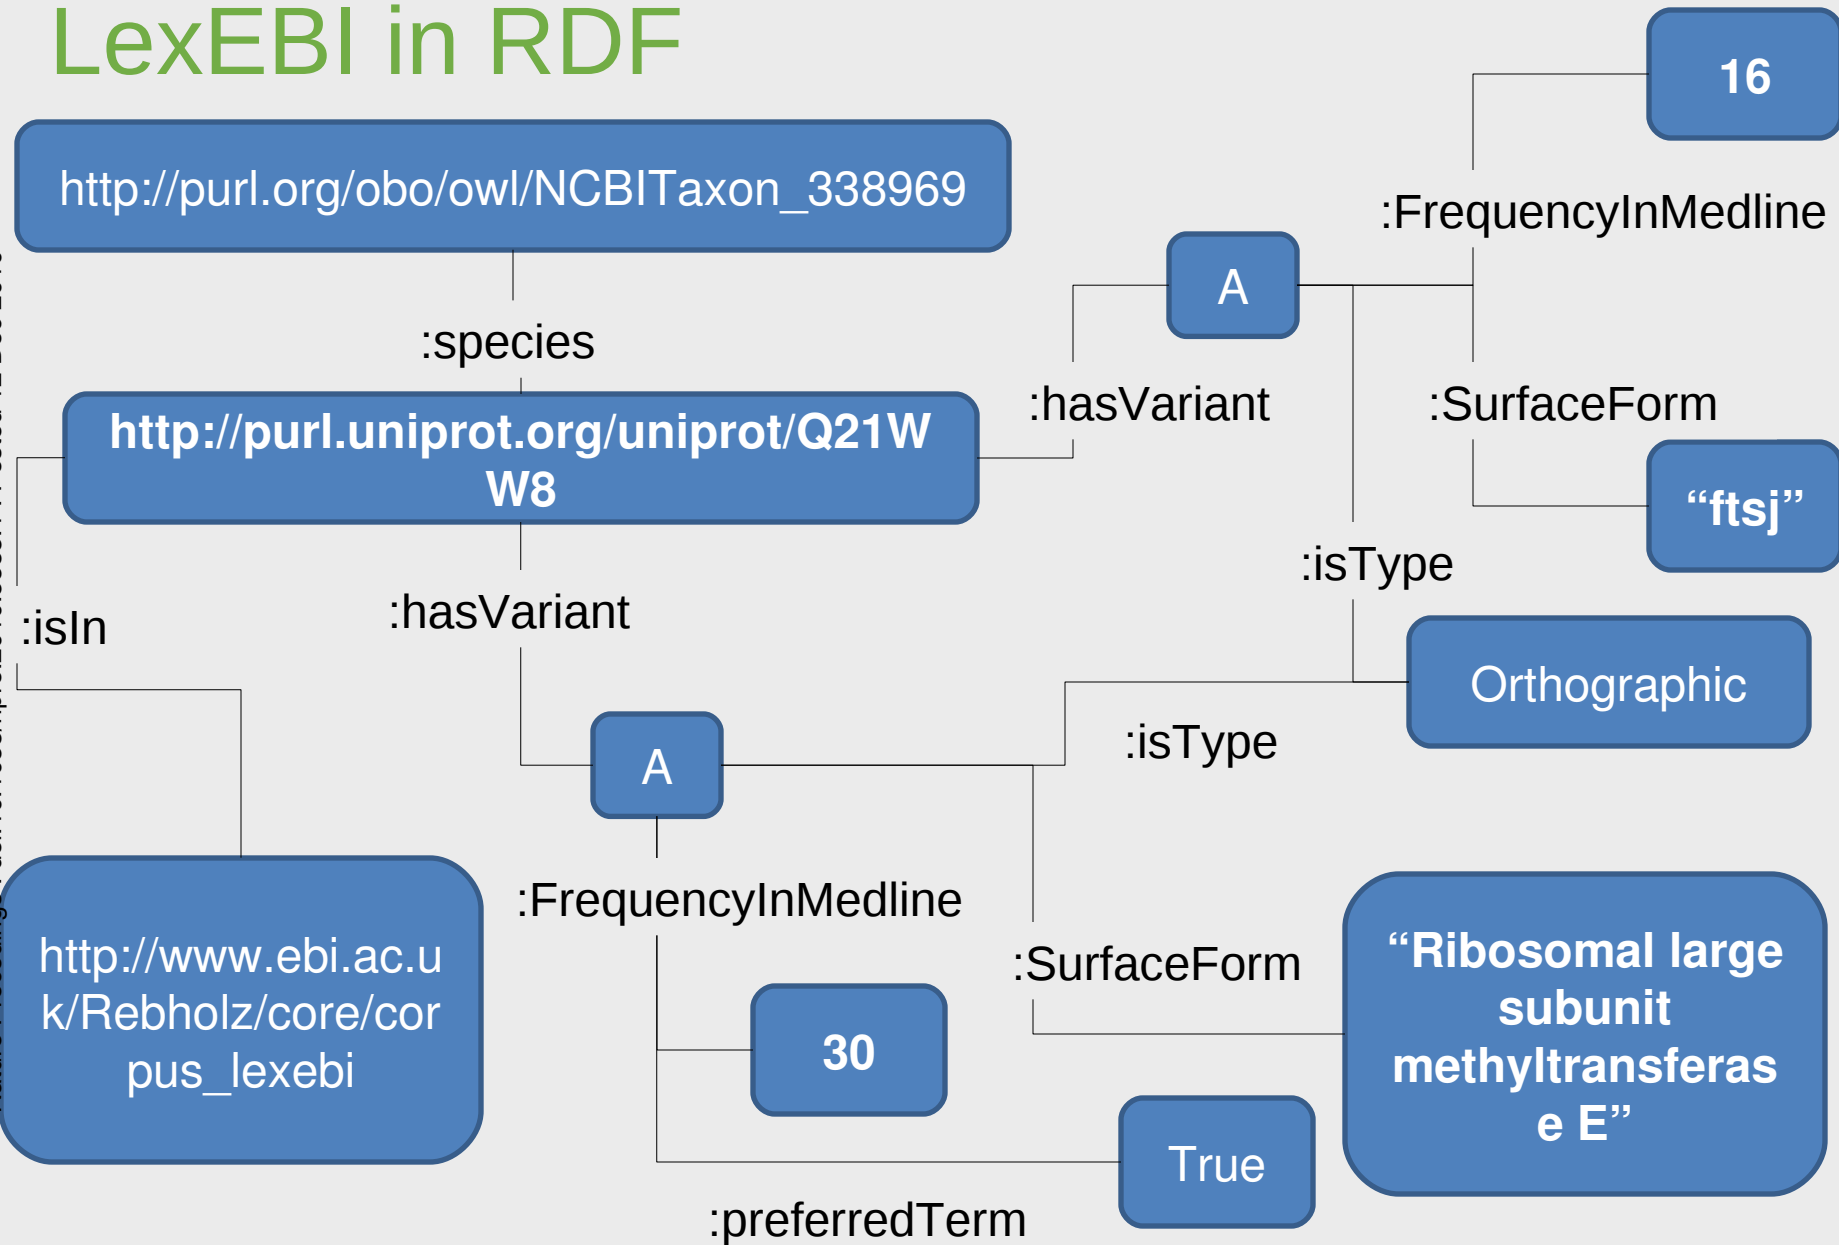 LexEBI in RDF
16
http://purl.org/obo/owl/NCBITaxon_338969
:FrequencyInMedline
A
:species
:hasVariant
:SurfaceForm
http://purl.uniprot.org/uniprot/Q21W
W8
“ftsj”
:isType
:hasVariant
:isIn
Orthographic
:isType
A
:FrequencyInMedline
:SurfaceForm
http://www.ebi.ac.u
k/Rebholz/core/cor
pus_lexebi
30
“Ribosomal large
subunit
methyltransferas
e E”
True
:preferredTerm